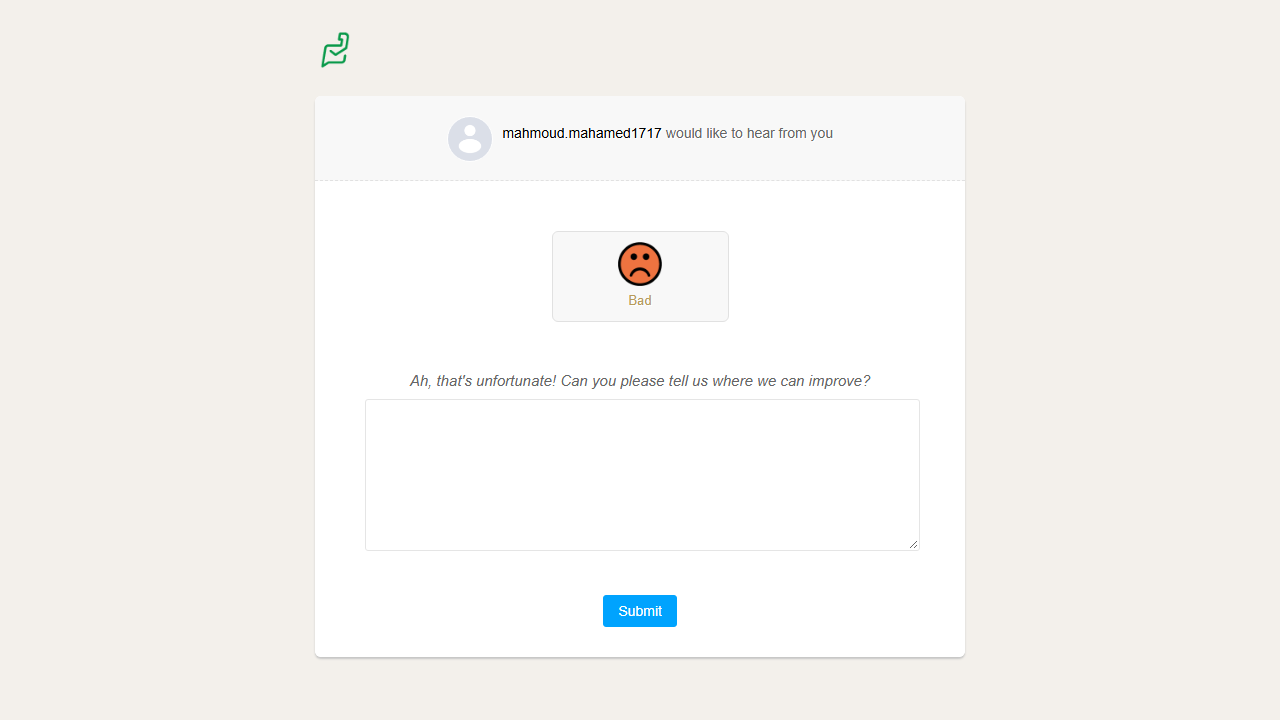 mahmoud.mahamed1717 would like to hear from you
Bad
Ah, that's unfortunate! Can you please tell us where we can improve?
Submit